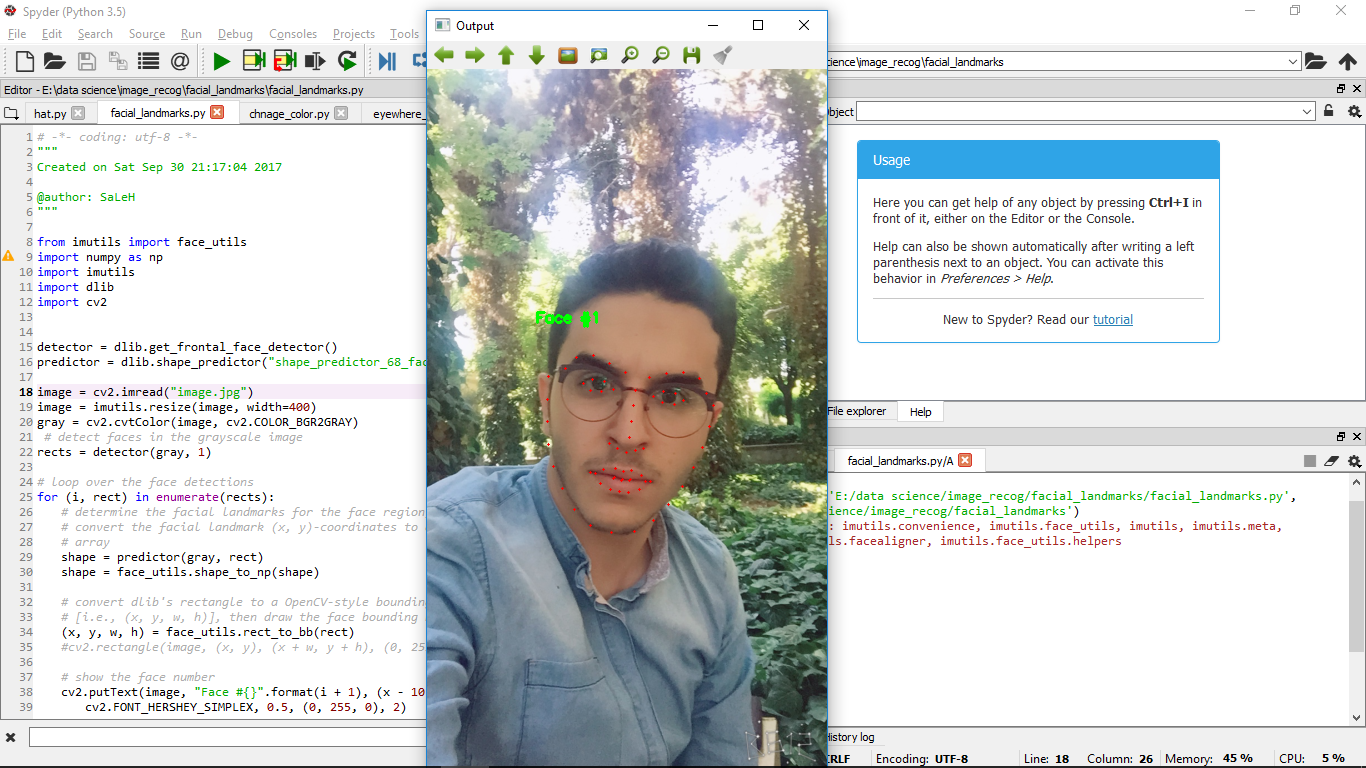 Spyder (Python 3.5)
File Edit Search Source Run Debug Consoles Projects Tools
Editor - E:\data science\image_recog\facial_landmarks\facial_landmarks.py
hat.py facial_landmarks.py chnage_color.py eyewhere_
1 # -*- coding: utf-8 -*-
2 """
3 Created on Sat Sep 30 21:17:04 2017
4
5 @author: SaLeH
6 """
7
8 from imutils import face_utils
9 import numpy as np
10 import imutils
11 import dlib
12 import cv2
13
14
15 detector = dlib.get_frontal_face_detector()
16 predictor = dlib.shape_predictor("shape_predictor_68_fac
17
18 image = cv2.imread("image.jpg")
19 image = imutils.resize(image, width=400)
20 gray = cv2.cvtColor(image, cv2.COLOR_BGR2GRAY)
21 # detect faces in the grayscale image
22 rects = detector(gray, 1)
23
24 # loop over the face detections
25 for (i, rect) in enumerate(rects):
26 # determine the facial landmarks for the face region
27 # convert the facial landmark (x, y)-coordinates to
28 # array
29 shape = predictor(gray, rect)
30 shape = face_utils.shape_to_np(shape)
31
32 # convert dlib's rectangle to a OpenCV-style bounding
33 # [i.e., (x, y, w, h)], then draw the face bounding
34 (x, y, w, h) = face_utils.rect_to_bb(rect)
35 #cv2.rectangle(image, (x, y), (x + w, y + h), (0, 25
36
37 # show the face number
38 cv2.putText(image, "Face #{}".format(i + 1), (x - 10
39 cv2.FONT_HERSHEY_SIMPLEX, 0.5, (0, 255, 0), 2)
Output
Face #1
cience\image_recog\facial_landmarks
Object
Usage
Here you can get help of any object by pressing Ctrl+I in
front of it, either on the Editor or the Console.
Help can also be shown automatically after writing a left
parenthesis next to an object. You can activate this
behavior in Preferences > Help.
New to Spyder? Read our tutorial
File explorer Help
facial_landmarks.py/A
'E:/data science/image_recog/facial_landmarks/facial_landmarks.py',
ience/image_recog/facial_landmarks')
: imutils.convenience, imutils.face_utils, imutils, imutils.meta,
ls.facealigner, imutils.face_utils.helpers
History log
CRLF Encoding: UTF-8 Line: 18 Column: 26 Memory: 45 % CPU: 5 %